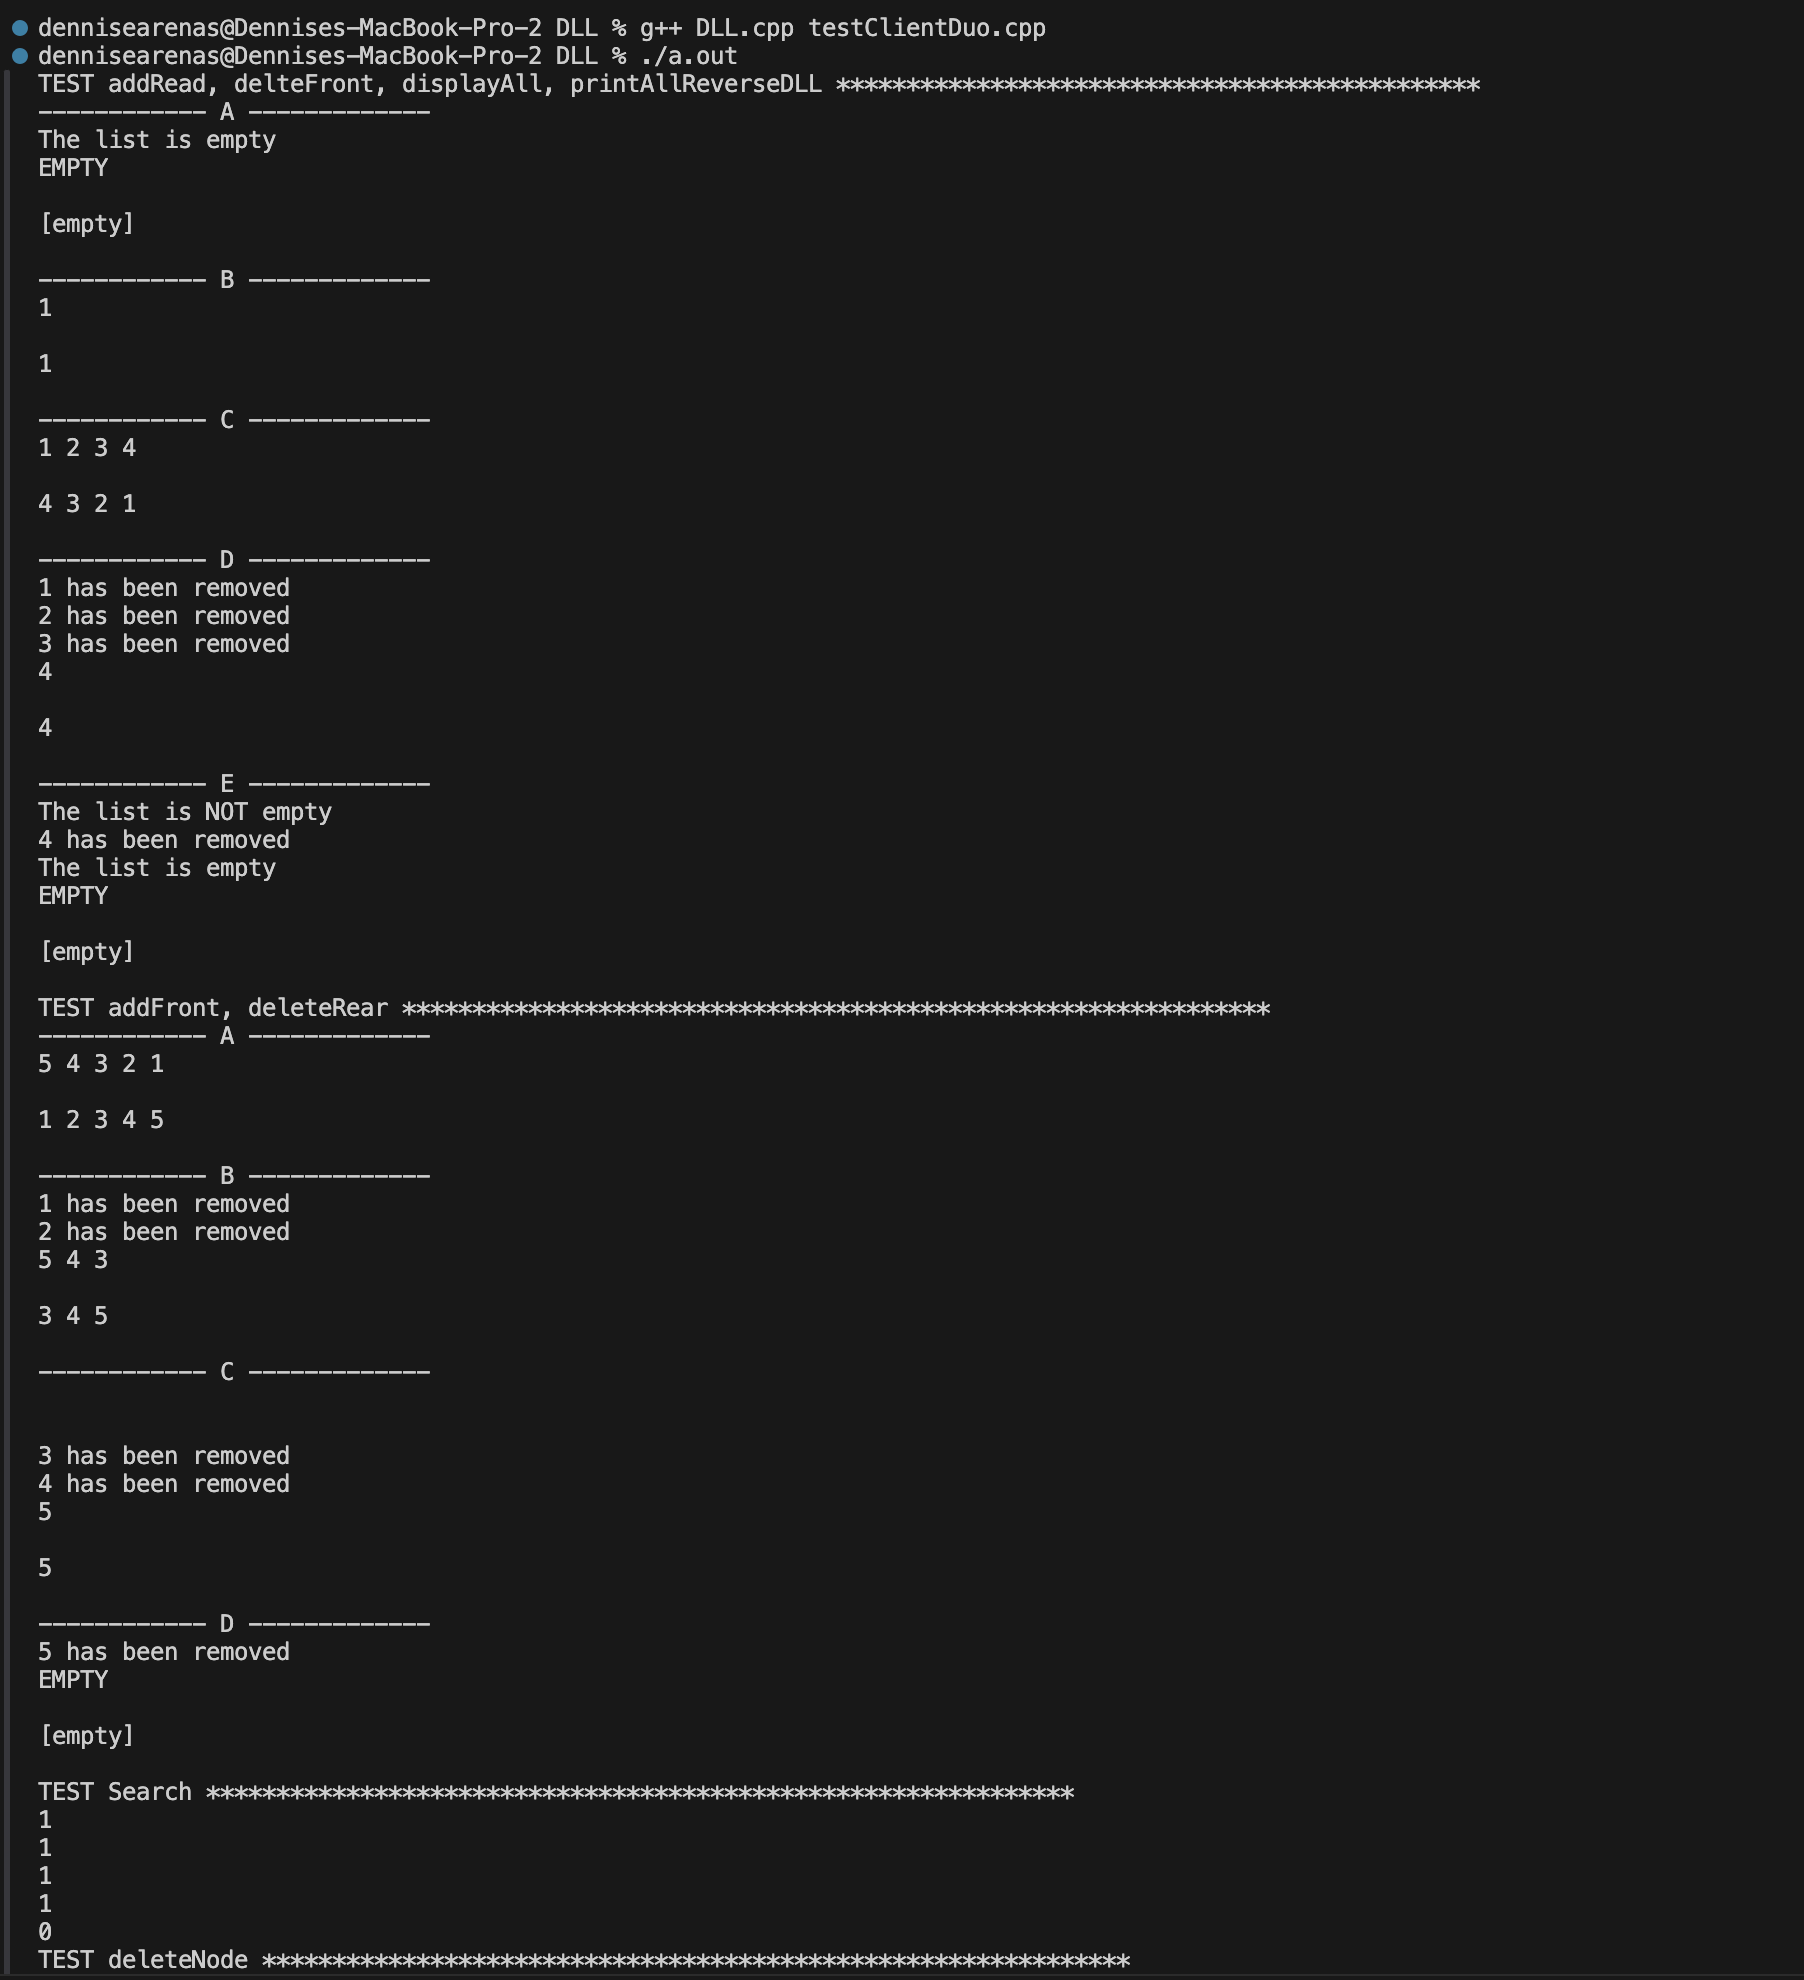 dennisearenas@Dennises-MacBook-Pro-2 DLL % g++ DLL.cpp testClientDuo.cpp
dennisearenas@Dennises-MacBook-Pro-2 DLL % ./a.out
TEST addRead, delteFront, displayAll, printAllReverseDLL **********************************************
------------ A -------------
The list is empty
EMPTY
[empty]
------------ B -------------
1
1
------------ C -------------
1 2 3 4
4 3 2 1
------------ D -------------
1 has been removed
2 has been removed
3 has been removed
4
4
------------ E -------------
The list is NOT empty
4 has been removed
The list is empty
EMPTY
[empty]
TEST addFront, deleteRear **************************************************************
------------ A -------------
5 4 3 2 1
1 2 3 4 5
------------ B -------------
1 has been removed
2 has been removed
5 4 3
3 4 5
------------ C -------------
3 has been removed
4 has been removed
5
5
------------ D -------------
5 has been removed
EMPTY
[empty]
TEST Search **************************************************************
1
1
1
1
0
TEST deleteNode **************************************************************